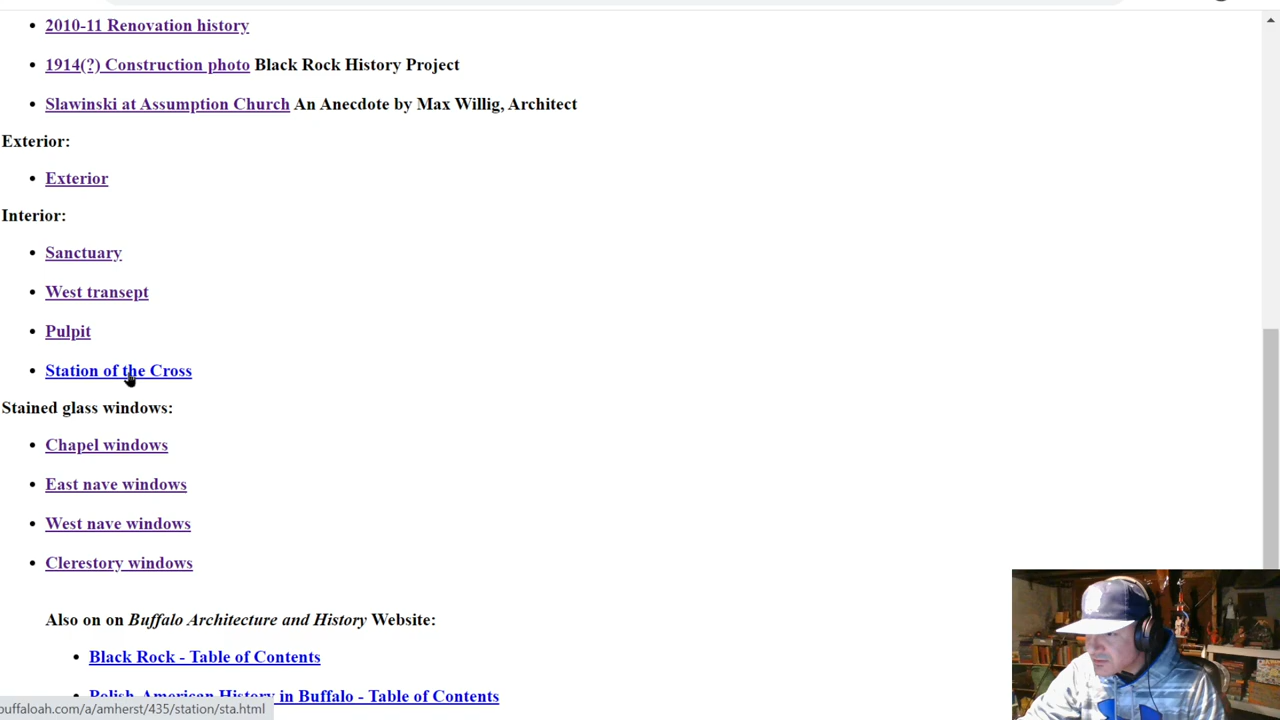 2010-11 Renovation history
1914(?) Construction photo Black Rock History Project
Slawinski at Assumption Church An Anecdote by Max Willig, Architect
Exterior:
Exterior
Interior:
Sanctuary
West transept
Pulpit
Station of the Cross
Stained glass windows:
Chapel windows
East nave windows
West nave windows
Clerestory windows
Also on on Buffalo Architecture and History Website:
Black Rock - Table of Contents
Polish-American History in Buffalo - Table of Contents
buffaloah.com/a/amherst/435/station/sta.html